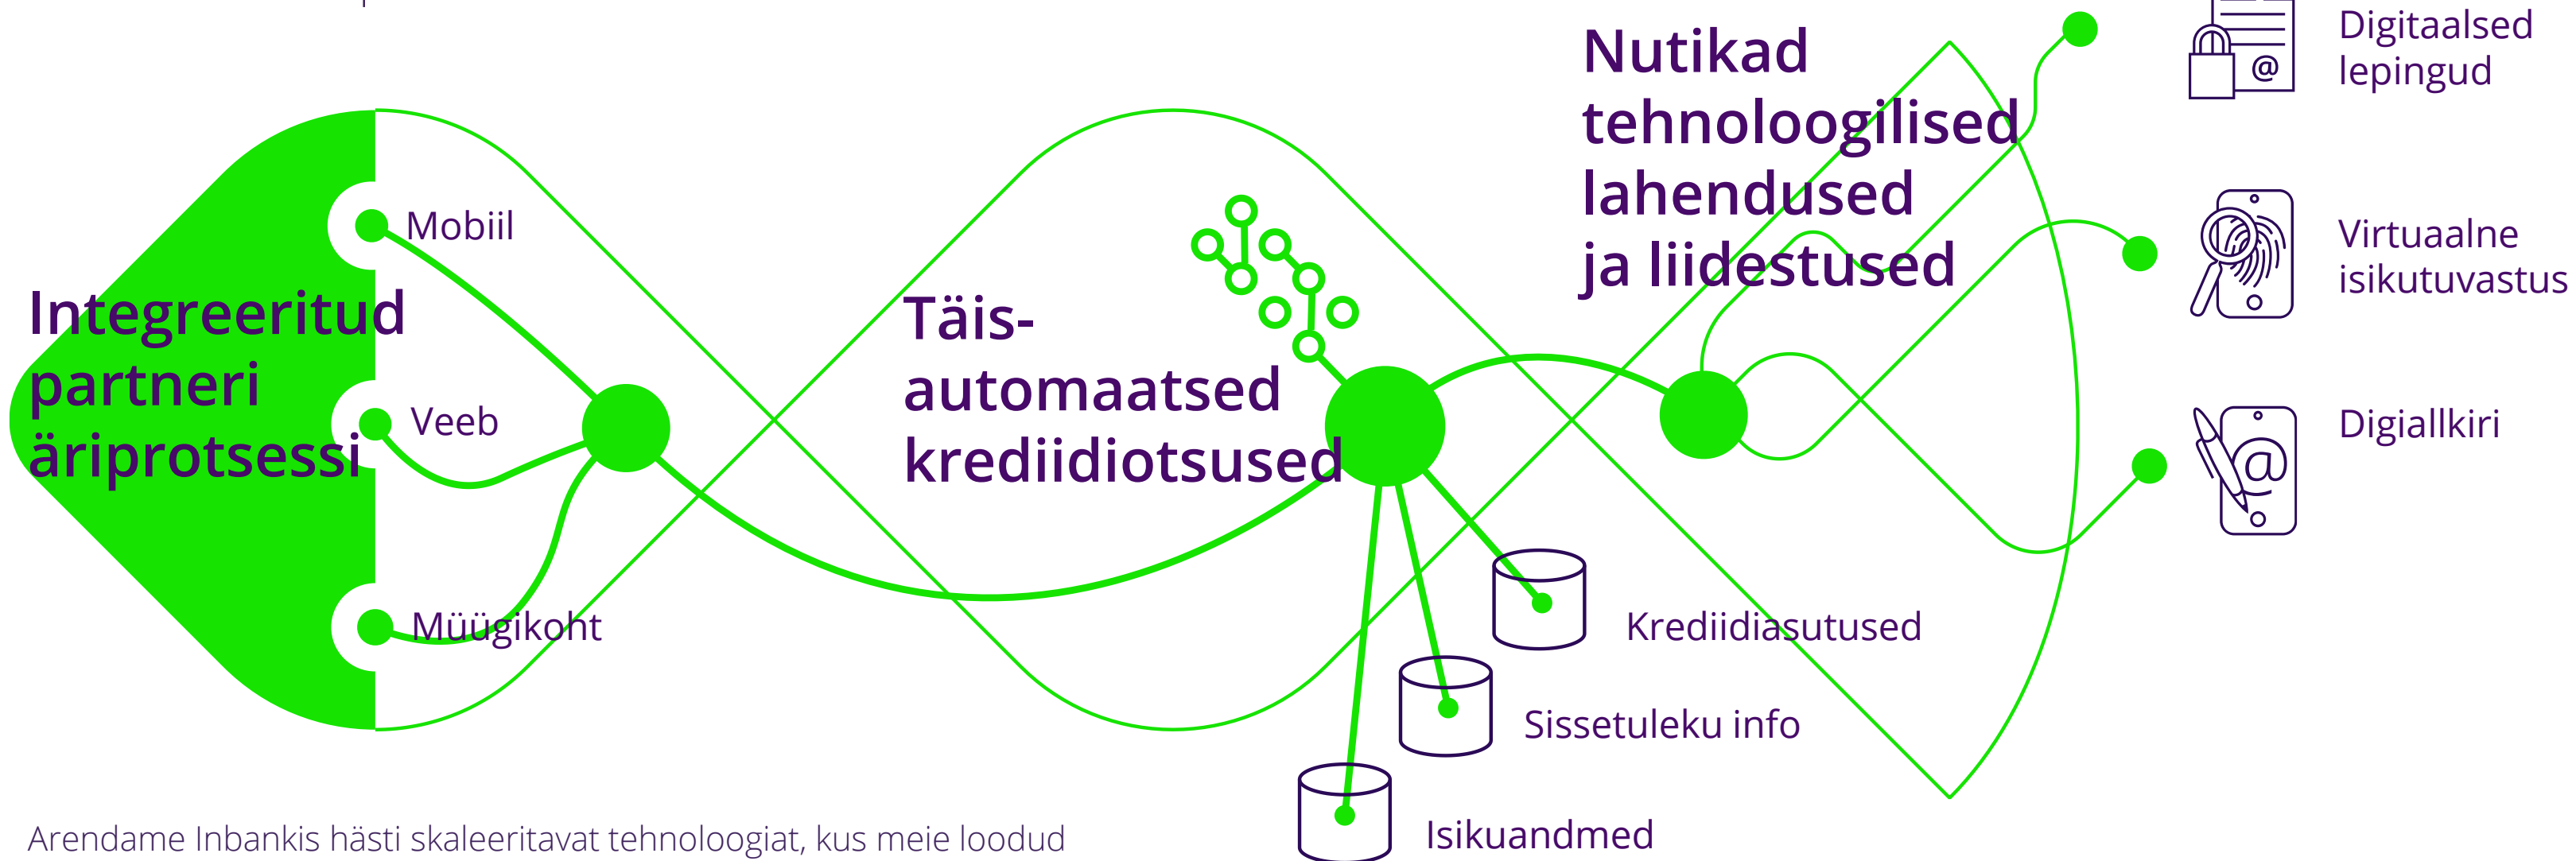 Integreeritud
partneri
äriprotsessi
Mobiil
Veeb
Müügikoht
Täis-
automaatsed
krediidiotsused
Nutikad
tehnoloogilised
lahendused
ja liidestused
Digitaalsed
lepingud
Virtuaalne
isikutuvastus
Digiallkiri
Krediidiasutused
Sissetuleku info
Isikuandmed
Arendame Inbankis hästi skaleeritavat tehnoloogiat, kus meie loodud